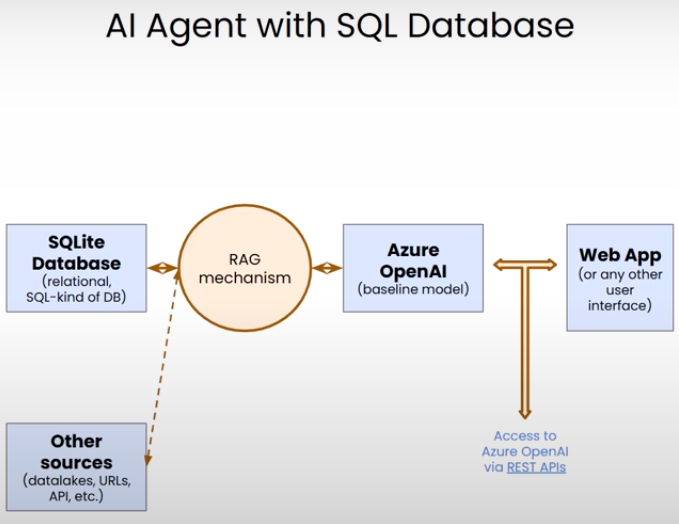 AI Agent with SQL Database
SQLite
Database
(relational,
SQL-kind of DB)
RAG
mechanism
Azure
OpenAI
(baseline model)
Web App
(or any other
user
interface)
Other
sources
(datalakes, URLs,
API, etc.)
Access to
Azure OpenAI
via REST APIs